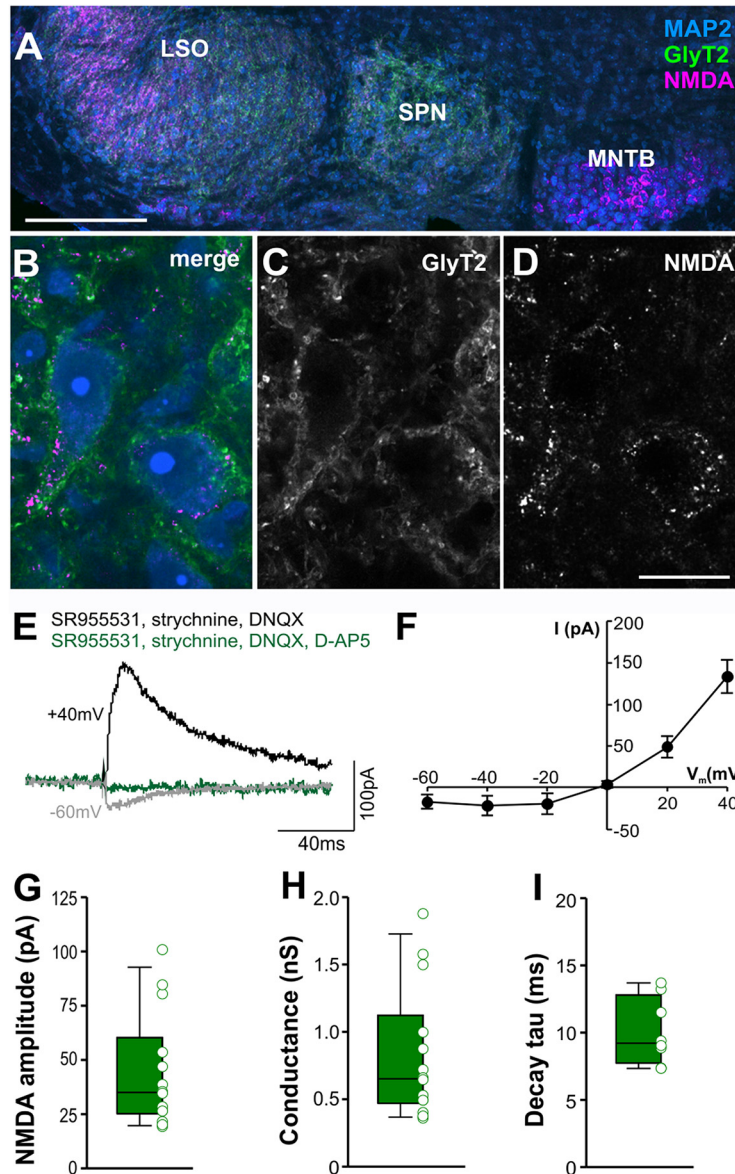 A
LSO
SPN
MNTB
MAP2
GlyT2
NMDA
B
merge
C
GlyT2
D
NMDA
E
SR955531, strychnine, DNQX
SR955531, strychnine, DNQX, D-AP5
+40mV
-60mV
100pA
40ms
F
I (pA)
200
150
100
50
-50
-60
-40
-20
0
20
40
Vm(mV)
G
NMDA amplitude (pA)
125
100
75
50
25
0
H
Conductance (nS)
2.0
1.5
1.0
0.5
0
I
Decay tau (ms)
20
15
10
5
0